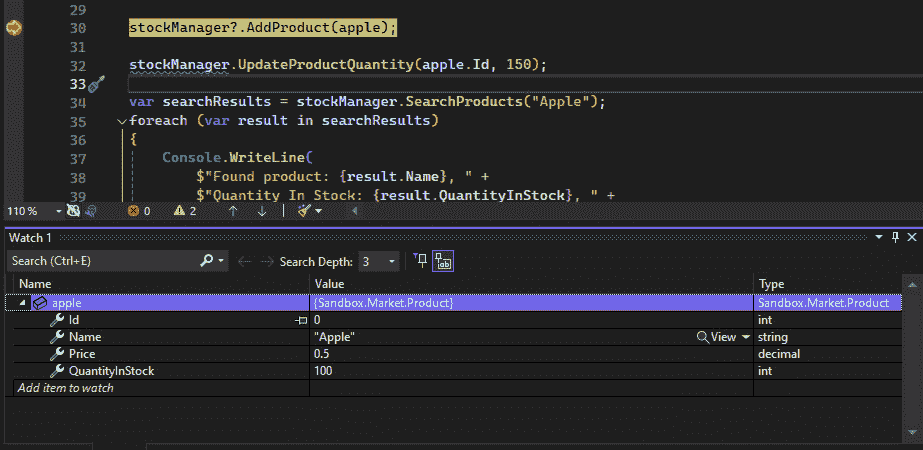 29
30 stockManager?.AddProduct(apple);
31
32 stockManager.UpdateProductQuantity(apple.Id, 150);
33
34 var searchResults = stockManager.SearchProducts("Apple");
35 foreach (var result in searchResults)
36 {
37 Console.WriteLine(
38 $"Found product: {result.Name}, " +
39 $"Quantity In Stock: {result.QuantityInStock}, " +
110 % 0 2
Watch 1
Search (Ctrl+E) Search Depth: 3
Name Value Type
apple {Sandbox.Market.Product} Sandbox.Market.Product
Id 0 int
Name "Apple" View string
Price 0.5 decimal
QuantityInStock 100 int
Add item to watch